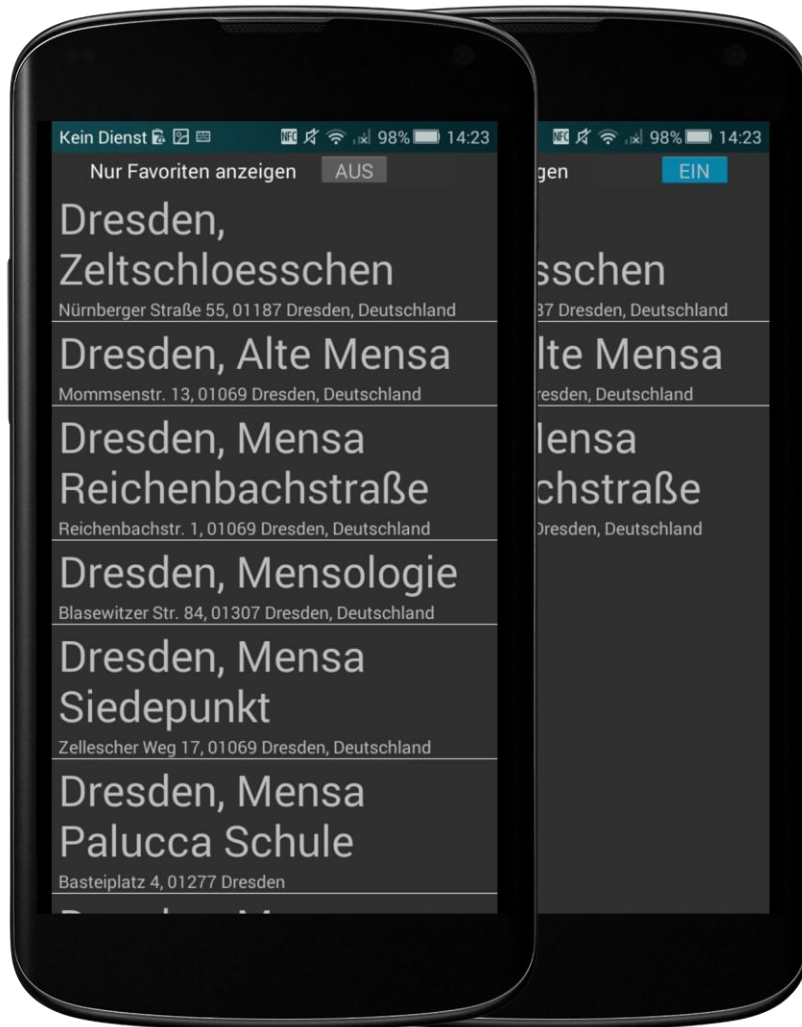 Kein Dienst 98% 14:23
Nur Favoriten anzeigen AUS
Dresden,
Zeltschloesschen
Nürnberger Straße 55, 01187 Dresden, Deutschland
Dresden, Alte Mensa
Mommsenstr. 13, 01069 Dresden, Deutschland
Dresden, Mensa
Reichenbachstraße
Reichenbachstr. 1, 01069 Dresden, Deutschland
Dresden, Mensologie
Blasewitzer Str. 84, 01307 Dresden, Deutschland
Dresden, Mensa
Siedepunkt
Zellescher Weg 17, 01069 Dresden, Deutschland
Dresden, Mensa
Palucca Schule
Basteiplatz 4, 01277 Dresden
98% 14:23
gen EIN
sschen
37 Dresden, Deutschland
lte Mensa
resden, Deutschland
lensa
chstraße
Dresden, Deutschland